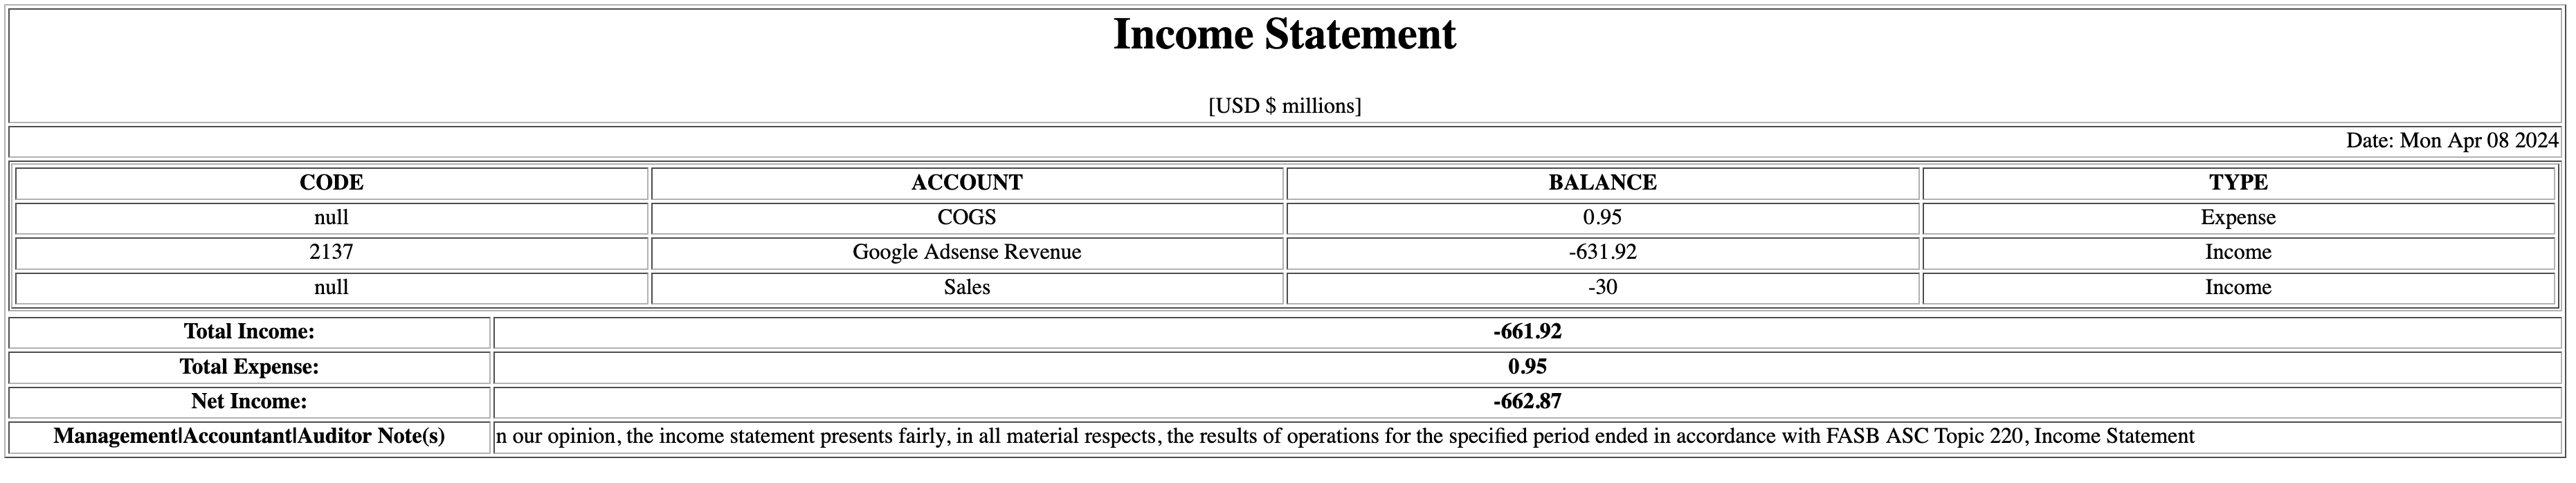 Income Statement
[USD $ millions]
Date: Mon Apr 08 2024
CODE ACCOUNT BALANCE TYPE
null COGS 0.95 Expense
2137 Google Adsense Revenue -631.92 Income
null Sales -30 Income
Total Income: -661.92
Total Expense: 0.95
Net Income: -662.87
Management|Accountant|Auditor Note(s) n our opinion, the income statement presents fairly, in all material respects, the results of operations for the specified period ended in accordance with FASB ASC Topic 220, Income Statement